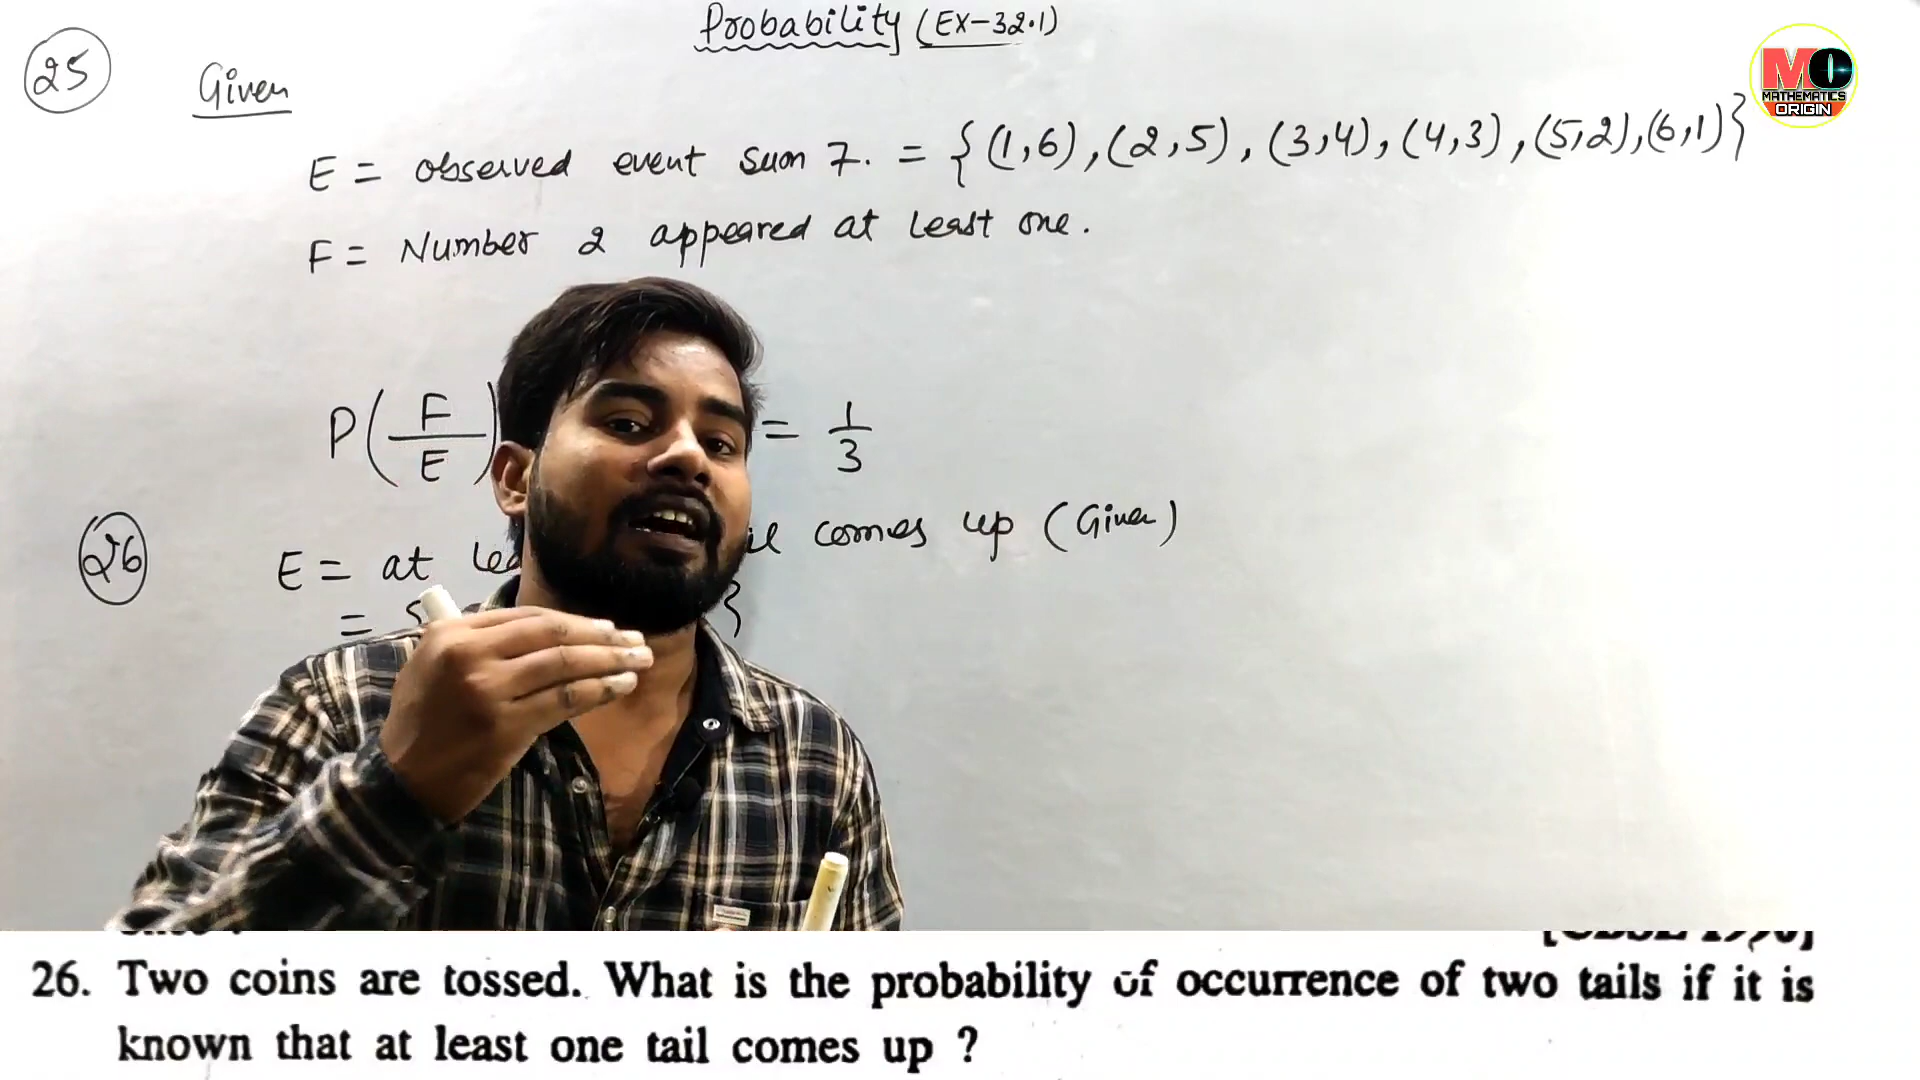 Probability (EX-32.1)
MO
MATHEMATICS
ORIGIN
25
Given
E = observed event sum 7. = {(1,6), (2,5), (3,4), (4,3), (5,2), (6,1)}
F = Number 2 appeared at least one.
P(F/E) = 1/3
26
E = at comes up (Given)
= { }
26. Two coins are tossed. What is the probability of occurrence of two tails if it is
known that at least one tail comes up ?